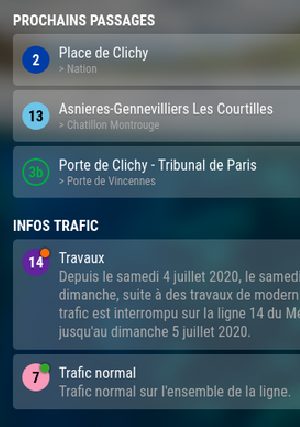 PROCHAINS PASSAGES
2 Place de Clichy
> Nation
13 Asnieres-Gennevilliers Les Courtilles
> Chatillon Montrouge
3b Porte de Clichy - Tribunal de Paris
> Porte de Vincennes
INFOS TRAFIC
14 Travaux
Depuis le samedi 4 juillet 2020, le samedi
dimanche, suite à des travaux de modern
trafic est interrompu sur la ligne 14 du Mé
jusqu'au dimanche 5 juillet 2020.
7 Trafic normal
Trafic normal sur l'ensemble de la ligne.